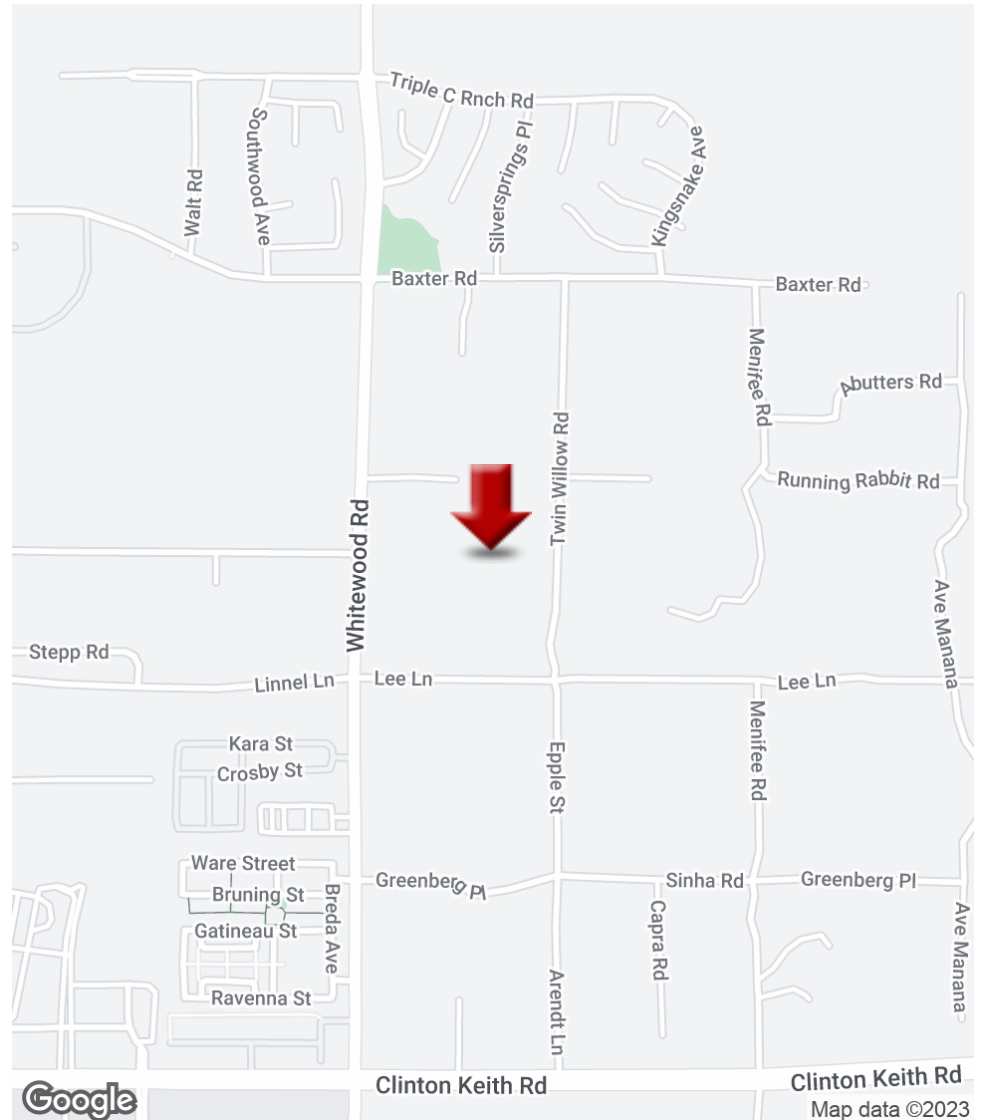 Triple C Rnch Rd
Southwood Ave
Walt Rd
Silversprings Pl
Kingsnake Ave
Baxter Rd
Baxter Rd
Menifee Rd
Abutters Rd
Twin Willow Rd
Running Rabbit Rd
Whitewood Rd
Ave Manana
Stepp Rd
Linnel Ln
Lee Ln
Lee Ln
Kara St
Crosby St
Epple St
Menifee Rd
Ware Street
Bruning St
Breda Ave
Gatineau St
Ravenna St
Greenberg Pl
Sinha Rd
Greenberg Pl
Capra Rd
Ave Manana
Arendt Ln
Clinton Keith Rd
Clinton Keith Rd
Google
Map data ©2023